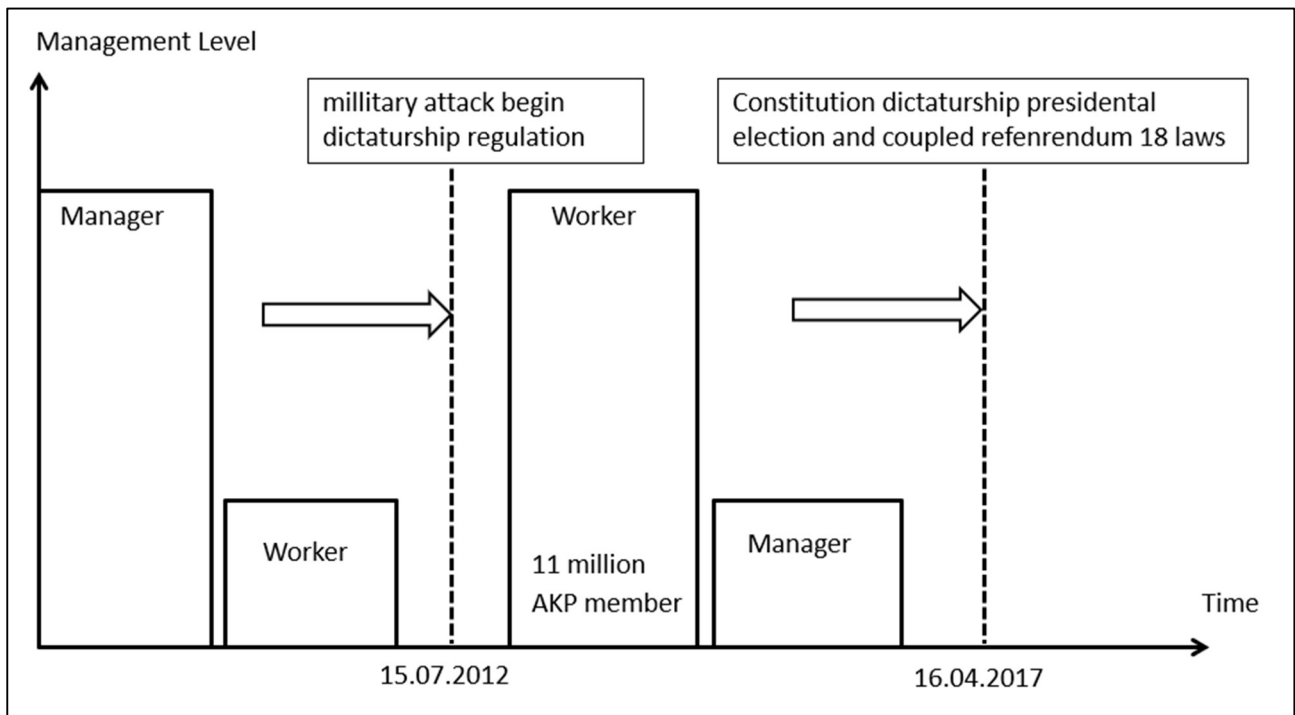 Management Level
millitary attack begin
dictaturship regulation
Constitution dictaturship presidental
election and coupled refenrendum 18 laws
Manager
Worker
Worker
11 million
AKP member
Manager
Time
15.07.2012
16.04.2017